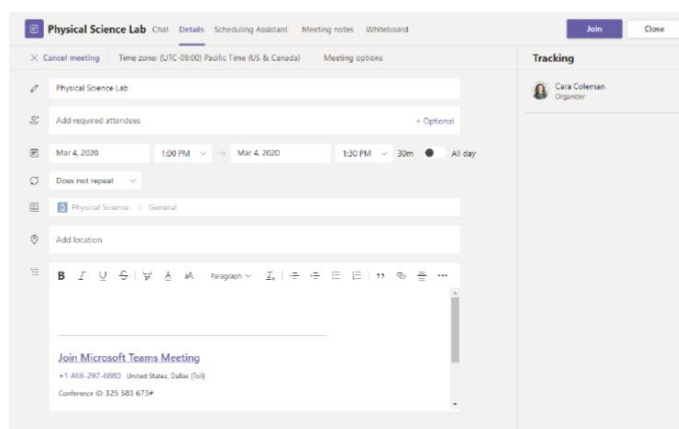 Physical Science Lab Chat Details Scheduling Assistant Meeting notes Whiteboard Join Close
Cancel meeting Time zone: (UTC-08:00) Pacific Time (US & Canada) Meeting options Tracking
Physical Science Lab
Cara Coleman
Organizer
Add required attendees + Optional
Mar 4, 2020 1:00 PM → Mar 4, 2020 1:30 PM 30m All day
Does not repeat
Physical Science > General
Add location
B I U S A AA Paragraph
Join Microsoft Teams Meeting
+1 469-297-6880 United States, Dallas (Toll)
Conference ID: 325 583 673#